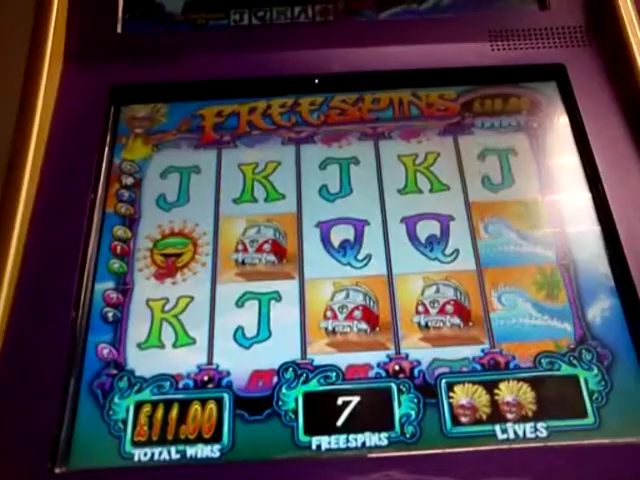 J Q K A
FREESPINS
J K J K J
Q Q
K J
£11.00 7
TOTAL WINS FREESPINS LIVES